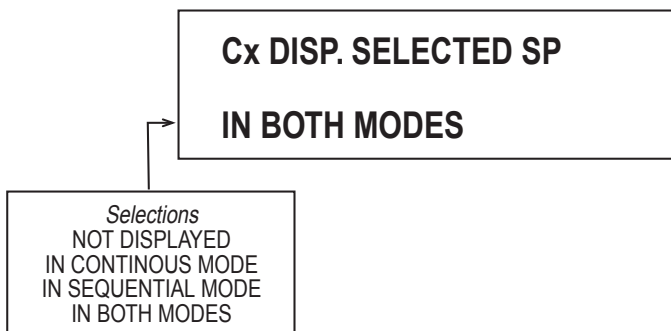 Cx DISP. SELECTED SP
IN BOTH MODES
Selections
NOT DISPLAYED
IN CONTINOUS MODE
IN SEQUENTIAL MODE
IN BOTH MODES